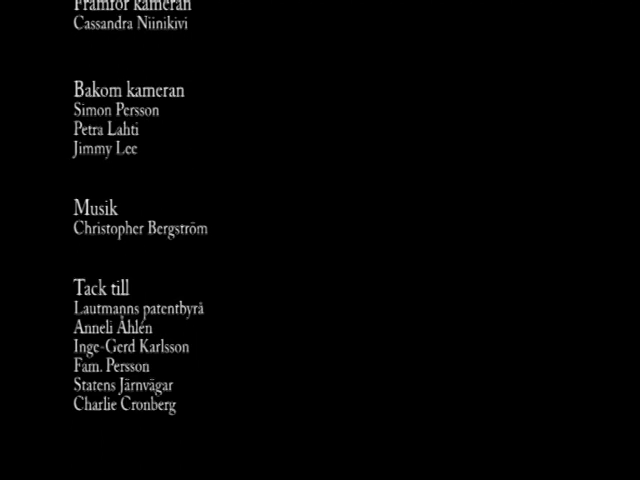 Framför kameran
Cassandra Niinikivi
Bakom kameran
Simon Persson
Petra Lahti
Jimmy Lee
Musik
Christopher Bergström
Tack till
Lautmanns patentbyrå
Anneli Åhlén
Inge-Gerd Karlsson
Fam. Persson
Statens Järnvägar
Charlie Cronberg